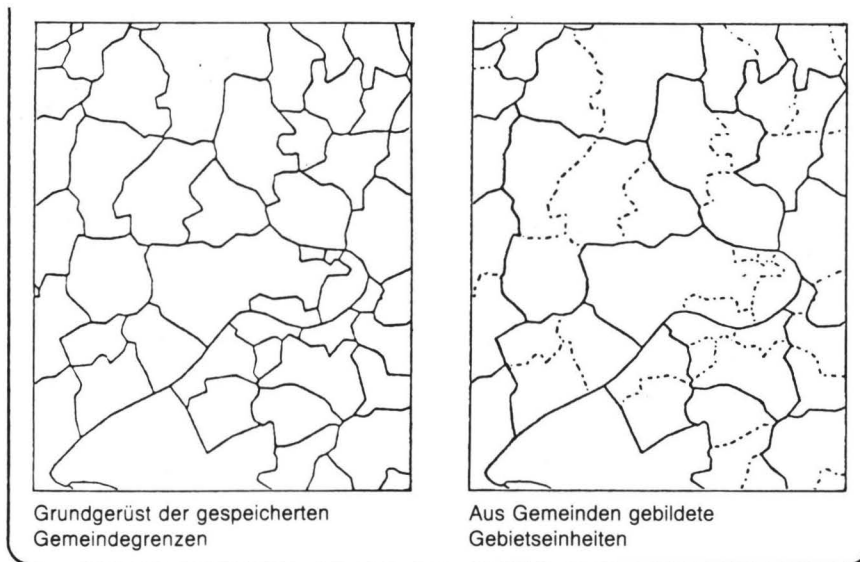 Grundgerüst der gespeicherten
Gemeindegrenzen
Aus Gemeinden gebildete
Gebietseinheiten